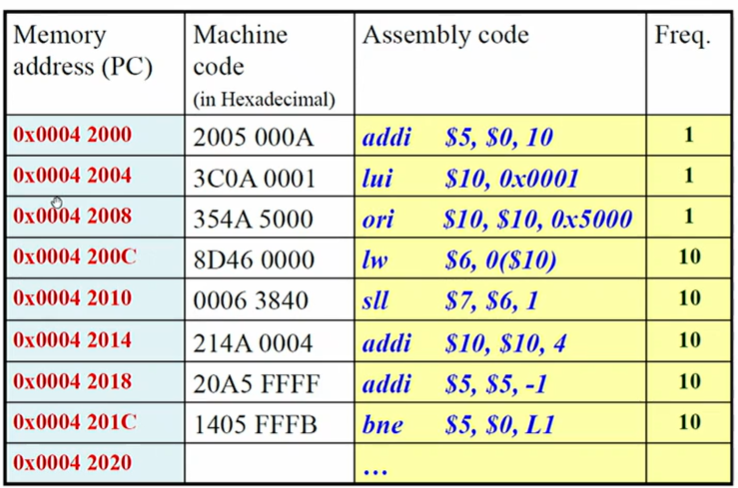 Memory address (PC) Machine code (in Hexadecimal) Assembly code Freq.
0x0004 2000 2005 000A addi $5, $0, 10 1
0x0004 2004 3C0A 0001 lui $10, 0x0001 1
0x0004 2008 354A 5000 ori $10, $10, 0x5000 1
0x0004 200C 8D46 0000 lw $6, 0($10) 10
0x0004 2010 0006 3840 sll $7, $6, 1 10
0x0004 2014 214A 0004 addi $10, $10, 4 10
0x0004 2018 20A5 FFFF addi $5, $5, -1 10
0x0004 201C 1405 FFFB bne $5, $0, L1 10
0x0004 2020 …